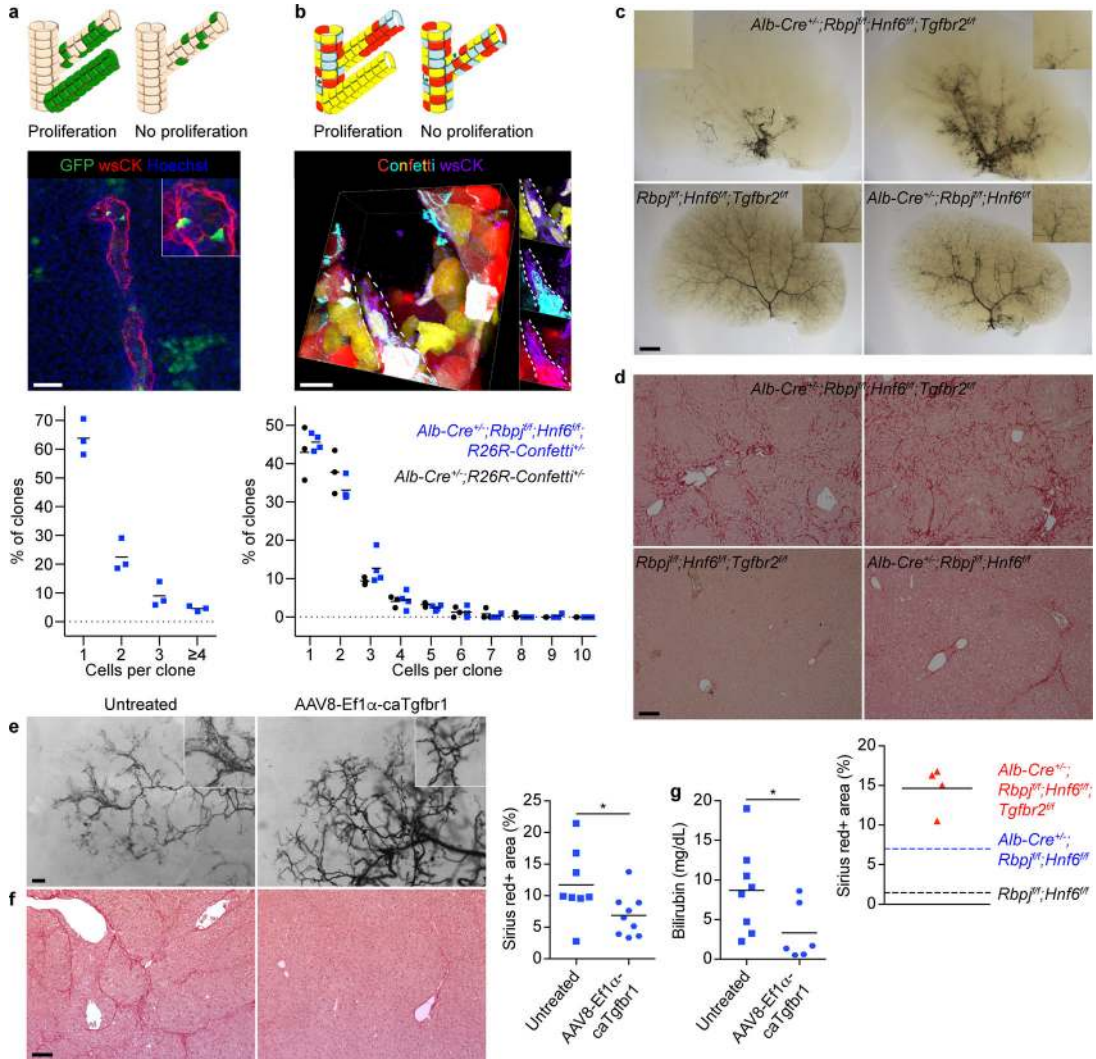 a
Proliferation No proliferation
GFP wsCK Hoechst
% of clones
70
60
50
40
30
20
10
0
1 2 3 ≥4
Cells per clone
b
Proliferation No proliferation
Confetti wsCK
% of clones
50
40
30
20
10
0
Alb-Cre+/-;Rbpjf/f;Hnf6f/f;
R26R-Confetti+/-
Alb-Cre+/-;R26R-Confetti+/-
1 2 3 4 5 6 7 8 9 10
Cells per clone
c
Alb-Cre+/-;Rbpjf/f;Hnf6f/f;Tgfbr2f/f
Rbpjf/f;Hnf6f/f;Tgfbr2f/f
Alb-Cre+/-;Rbpjf/f;Hnf6f/f
d
Alb-Cre+/-;Rbpjf/f;Hnf6f/f;Tgfbr2f/f
Rbpjf/f;Hnf6f/f;Tgfbr2f/f
Alb-Cre+/-;Rbpjf/f;Hnf6f/f
Sirius red+ area (%)
20
15
10
5
0
Alb-Cre+/-;
Rbpjf/f;Hnf6f/f;
Tgfbr2f/f
Alb-Cre+/-;
Rbpjf/f;Hnf6f/f
Rbpjf/f;Hnf6f/f
Untreated AAV8-Ef1α-caTgfbr1
e
f
Sirius red+ area (%)
25
20
15
10
5
0
*
Untreated
AAV8-Ef1α-
caTgfbr1
g
Bilirubin (mg/dL)
20
15
10
5
0
*
Untreated
AAV8-Ef1α-
caTgfbr1